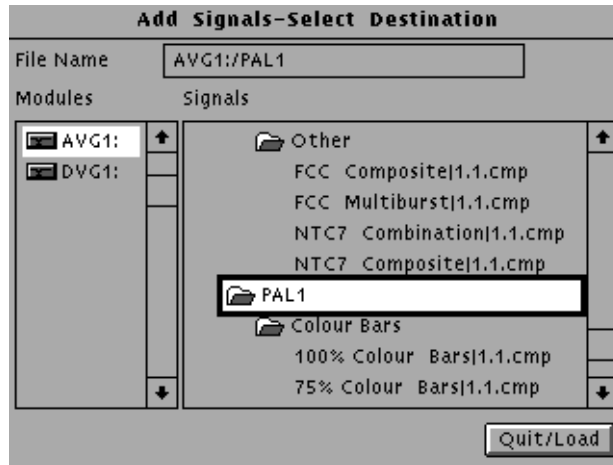 Add Signals-Select Destination
File Name AVG1:/PAL1
Modules Signals
AVG1:
DVG1:
Other
FCC Composite|1.1.cmp
FCC Multiburst|1.1.cmp
NTC7 Combination|1.1.cmp
NTC7 Composite|1.1.cmp
PAL1
Colour Bars
100% Colour Bars|1.1.cmp
75% Colour Bars|1.1.cmp
Quit/Load